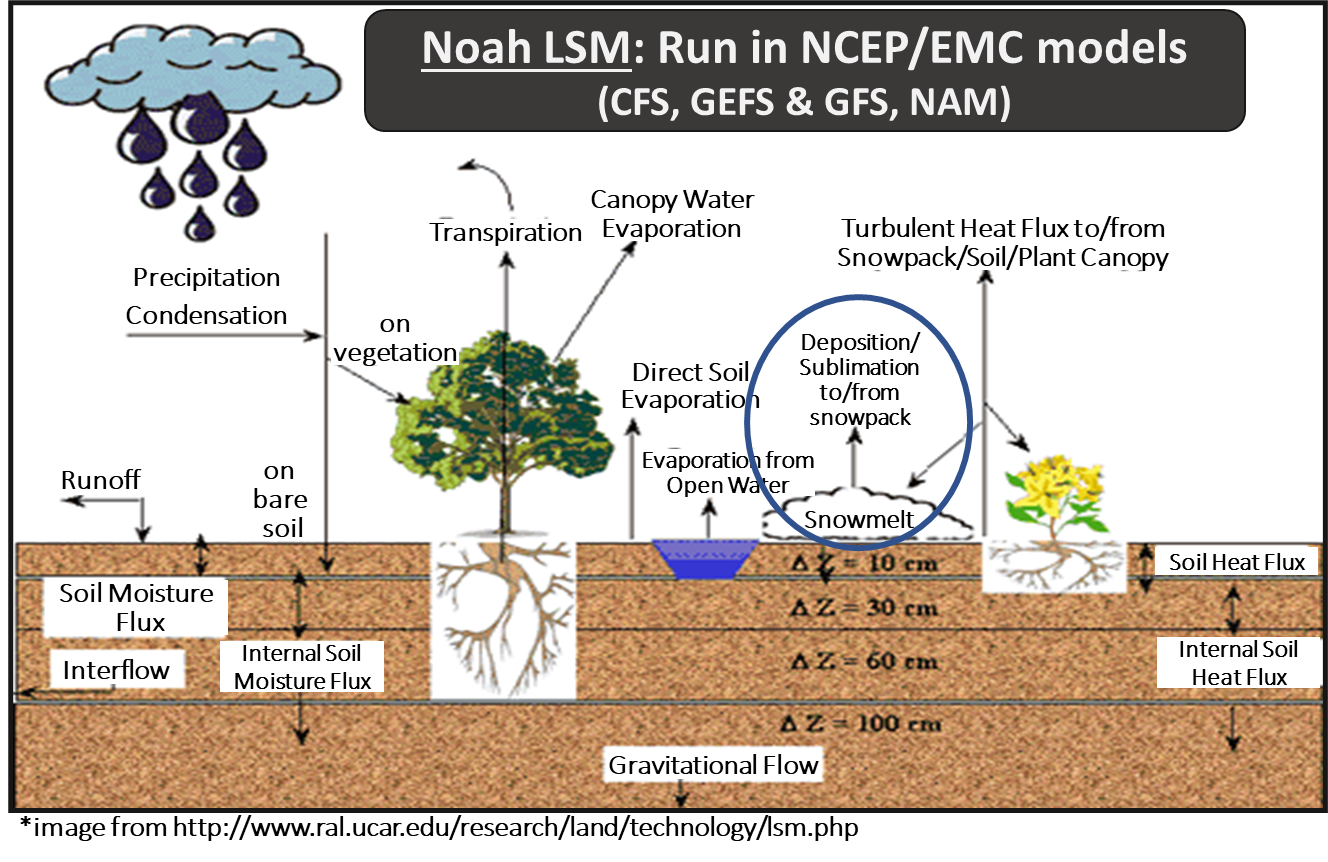 Noah LSM: Run in NCEP/EMC models
(CFS, GEFS & GFS, NAM)
Precipitation
Condensation
on
vegetation
Transpiration
Canopy Water
Evaporation
Turbulent Heat Flux to/from
Snowpack/Soil/Plant Canopy
Deposition/
Sublimation
to/from
snowpack
Direct Soil
Evaporation
Evaporation from
Open Water
Snowmelt
Runoff
on
bare
soil
Δ Z = 10 cm
Soil Heat Flux
Soil Moisture
Flux
Δ Z = 30 cm
Interflow
Internal Soil
Moisture Flux
Δ Z = 60 cm
Internal Soil
Heat Flux
Δ Z = 100 cm
Gravitational Flow
*image from http://www.ral.ucar.edu/research/land/technology/lsm.php